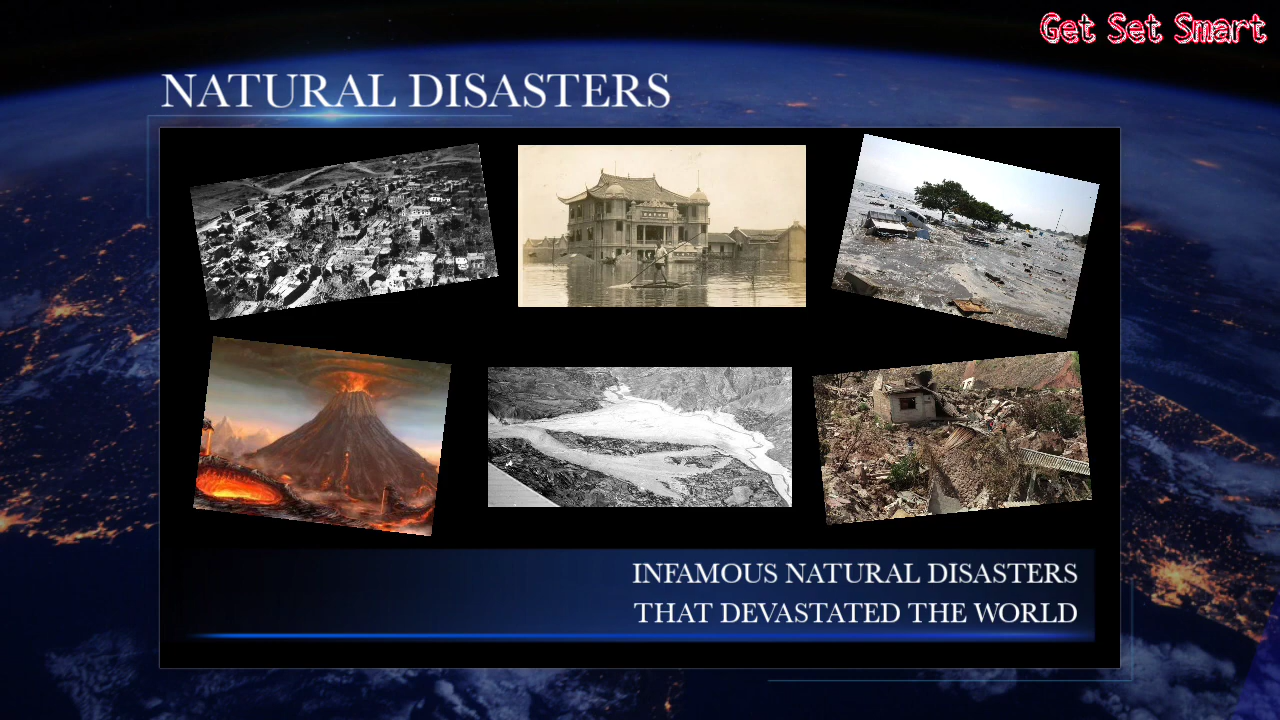 Get Set Smart
NATURAL DISASTERS
INFAMOUS NATURAL DISASTERS
THAT DEVASTATED THE WORLD